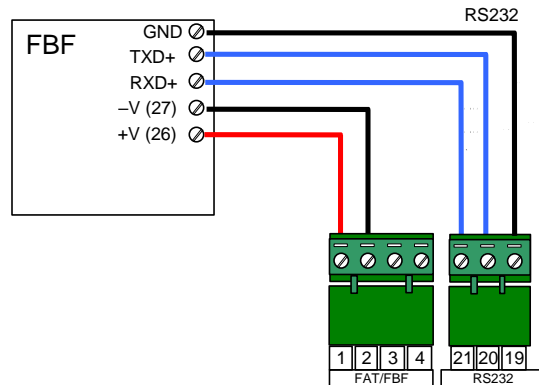 RS232
FBF
GND
TXD+
RXD+
–V (27)
+V (26)
1 2 3 4
21 20 19
FAT/FBF
RS232